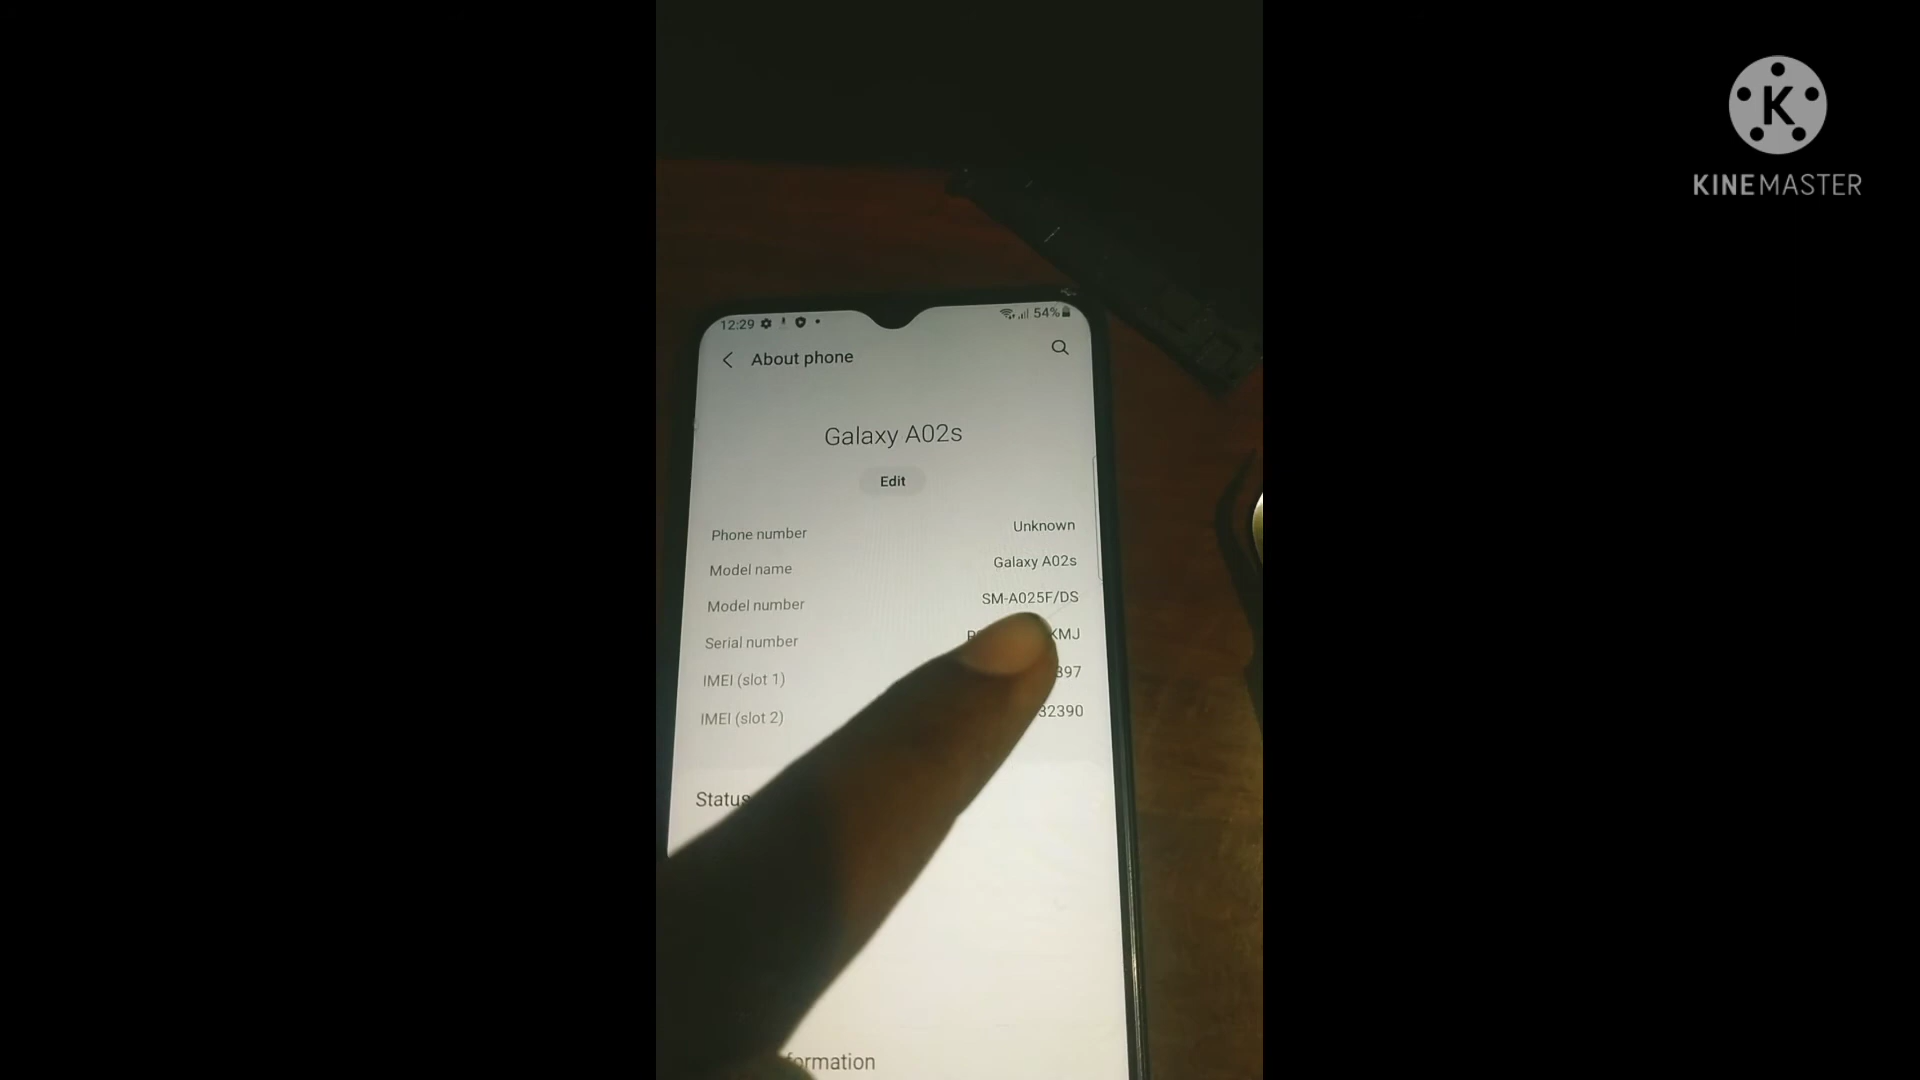 K
KINEMASTER
12:29
54%
About phone
Galaxy A02s
Edit
Phone number Unknown
Model name Galaxy A02s
Model number SM-A025F/DS
Serial number KMJ
IMEI (slot 1) 397
IMEI (slot 2) 32390
Status
formation